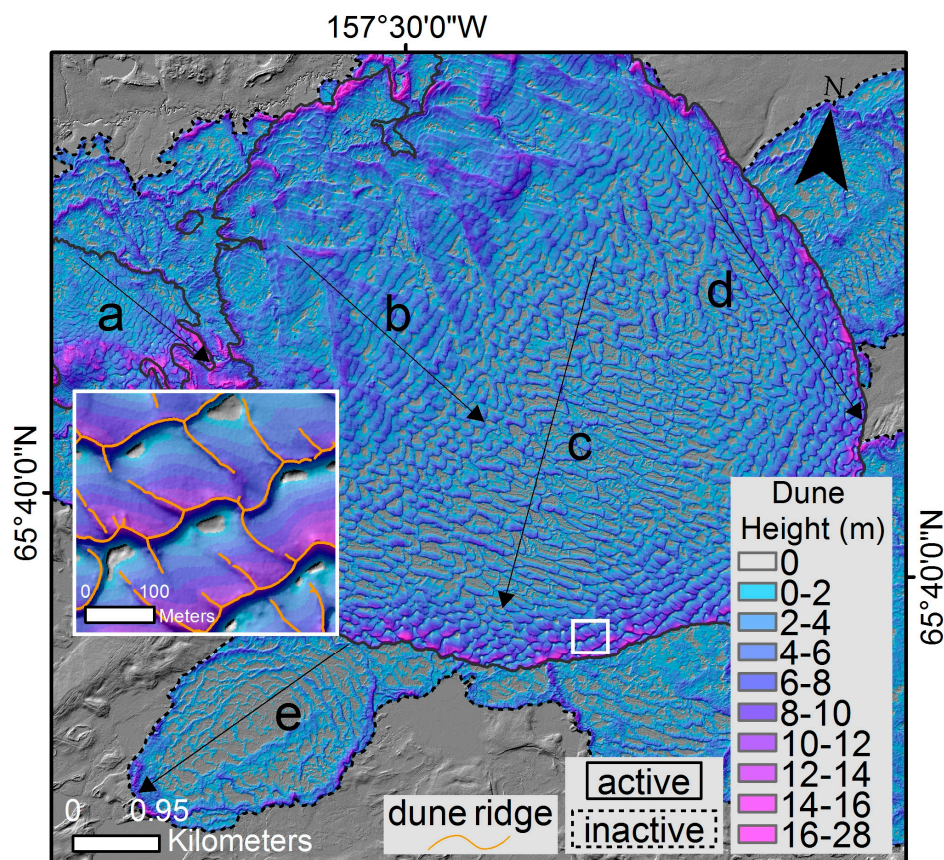 157°30'0"W
N
a
b
c
d
e
65°40'0"N
65°40'0"N
0 100
Meters
0 0.95
Kilometers
dune ridge
active
inactive
Dune
Height (m)
0
0-2
2-4
4-6
6-8
8-10
10-12
12-14
14-16
16-28